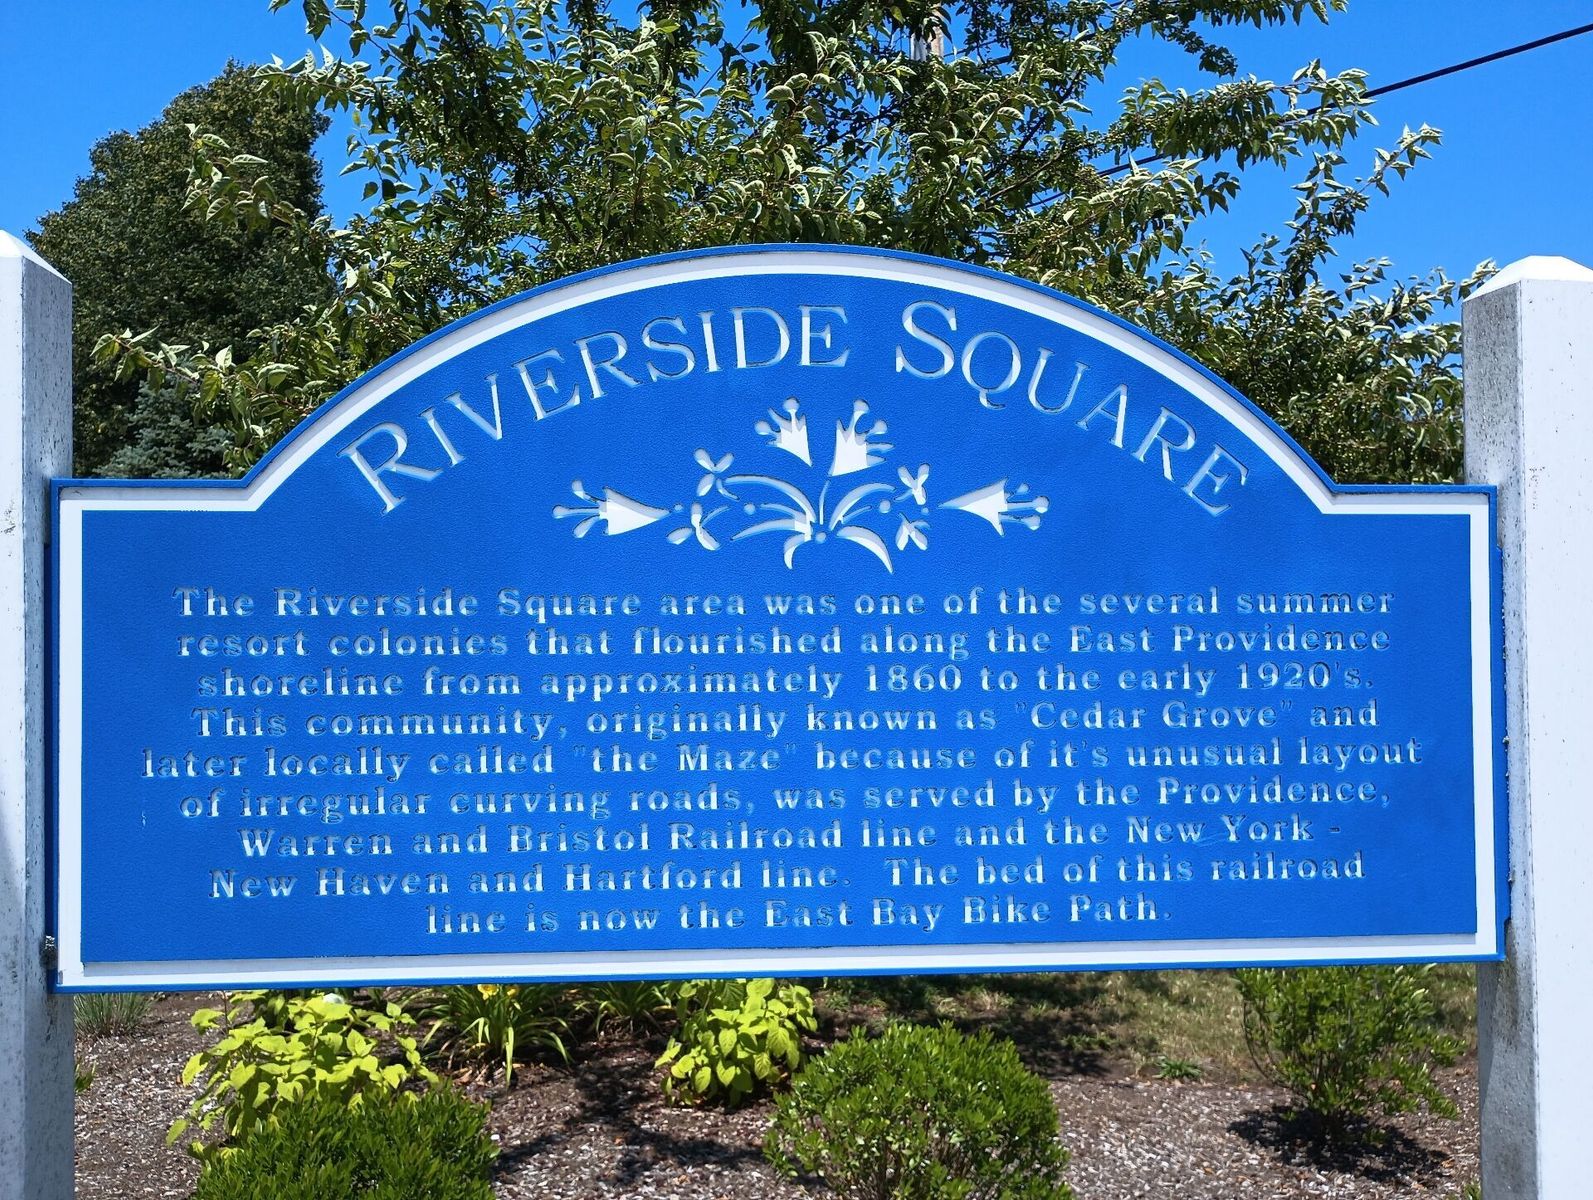 RIVERSIDE SQUARE
The Riverside Square area was one of the several summer
resort colonies that flourished along the East Providence
shoreline from approximately 1860 to the early 1920's.
This community, originally known as "Cedar Grove" and
later locally called "the Maze" because of it's unusual layout
of irregular curving roads, was served by the Providence,
Warren and Bristol Railroad line and the New York -
New Haven and Hartford line. The bed of this railroad
line is now the East Bay Bike Path.